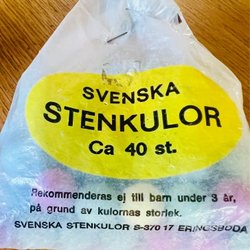 SVENSKA
STENKULOR
Ca 40 st.
Rekommenderas ej till barn under 3 år,
på grund av kulornas storlek.
SVENSKA STENKULOR S-370 17 ERINGSBODA